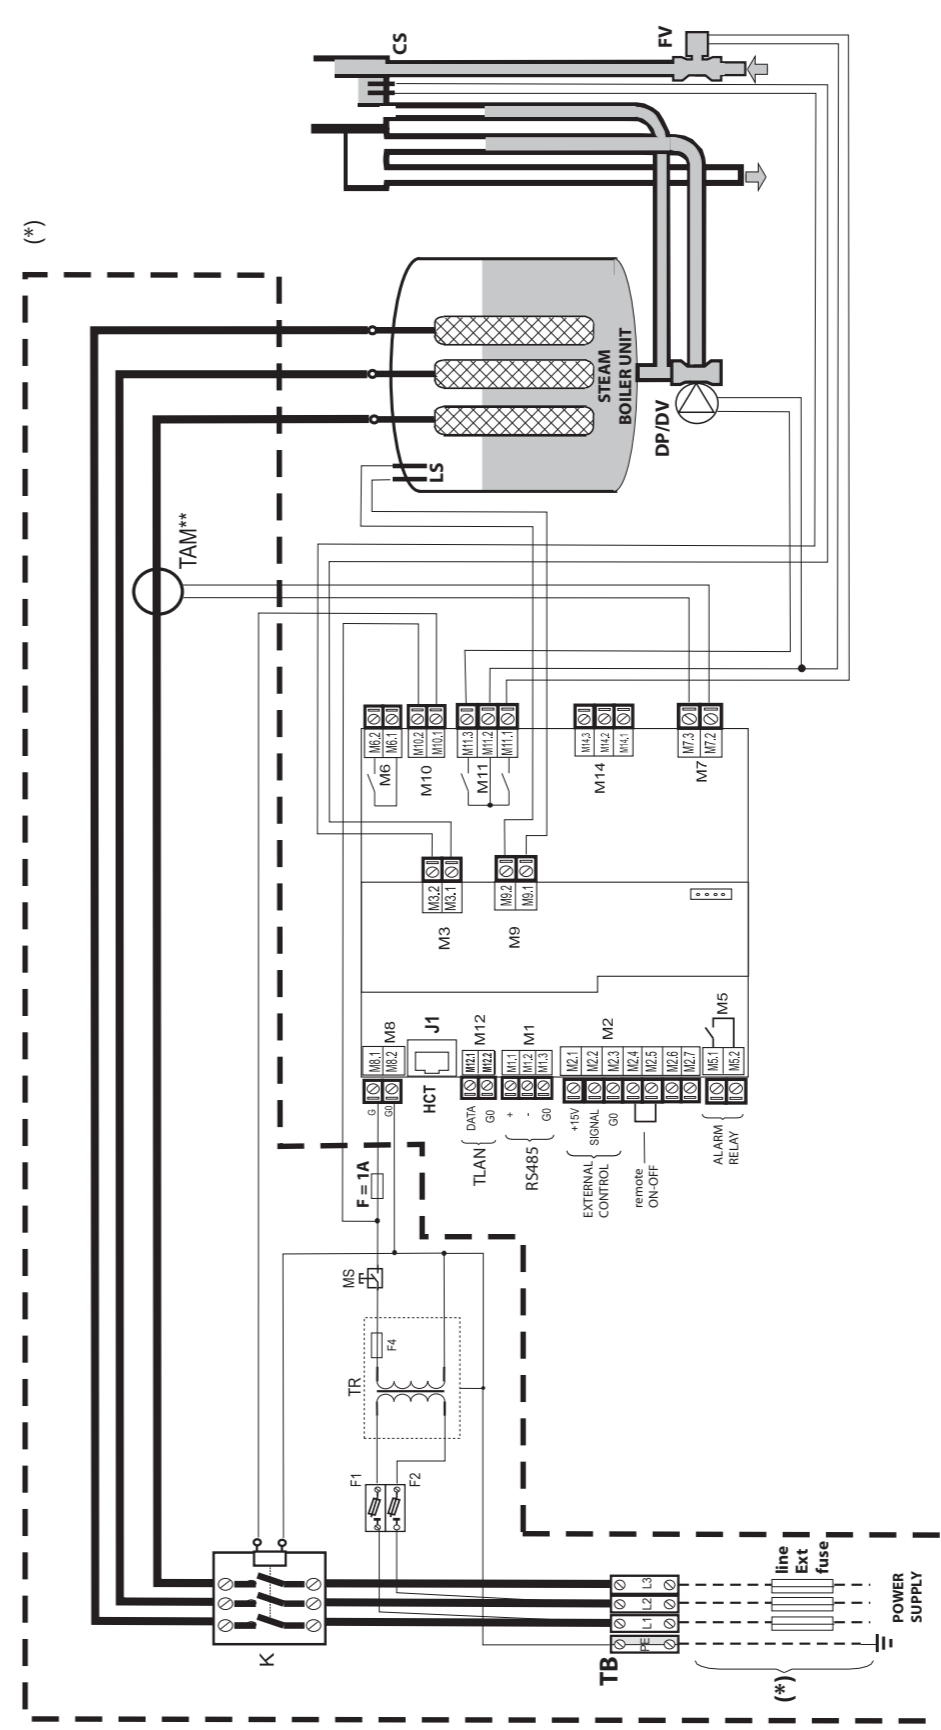 CS
FV
(*)
STEAM
BOILER UNIT
DP/DV
LS
TAM**
M6.2
M6.1
M6
M10.2
M10.1
M10
M11.3
M11.2
M11.1
M11
M14.3
M14.2
M14.1
M14
M7.3
M7.2
M7
M3.2
M3.1
M3
M9.2
M9.1
M9
M8.1
M8.2
M8
G
G0
J1
HCT
M12.1
M12.2
M12
DATA
G0
TLAN
M1.1
M1.2
M1.3
M1
+
-
G0
RS485
M2.1
M2.2
M2.3
M2.4
M2.5
M2.6
M2.7
M2
+15V
SIGNAL
G0
EXTERNAL
CONTROL
remote
ON-OFF
M5.1
M5.2
M5
ALARM
RELAY
F = 1A
MS
F4
TR
F1
F2
K
TB
L3
L2
L1
PE
line
Ext
fuse
POWER
SUPPLY
(*)